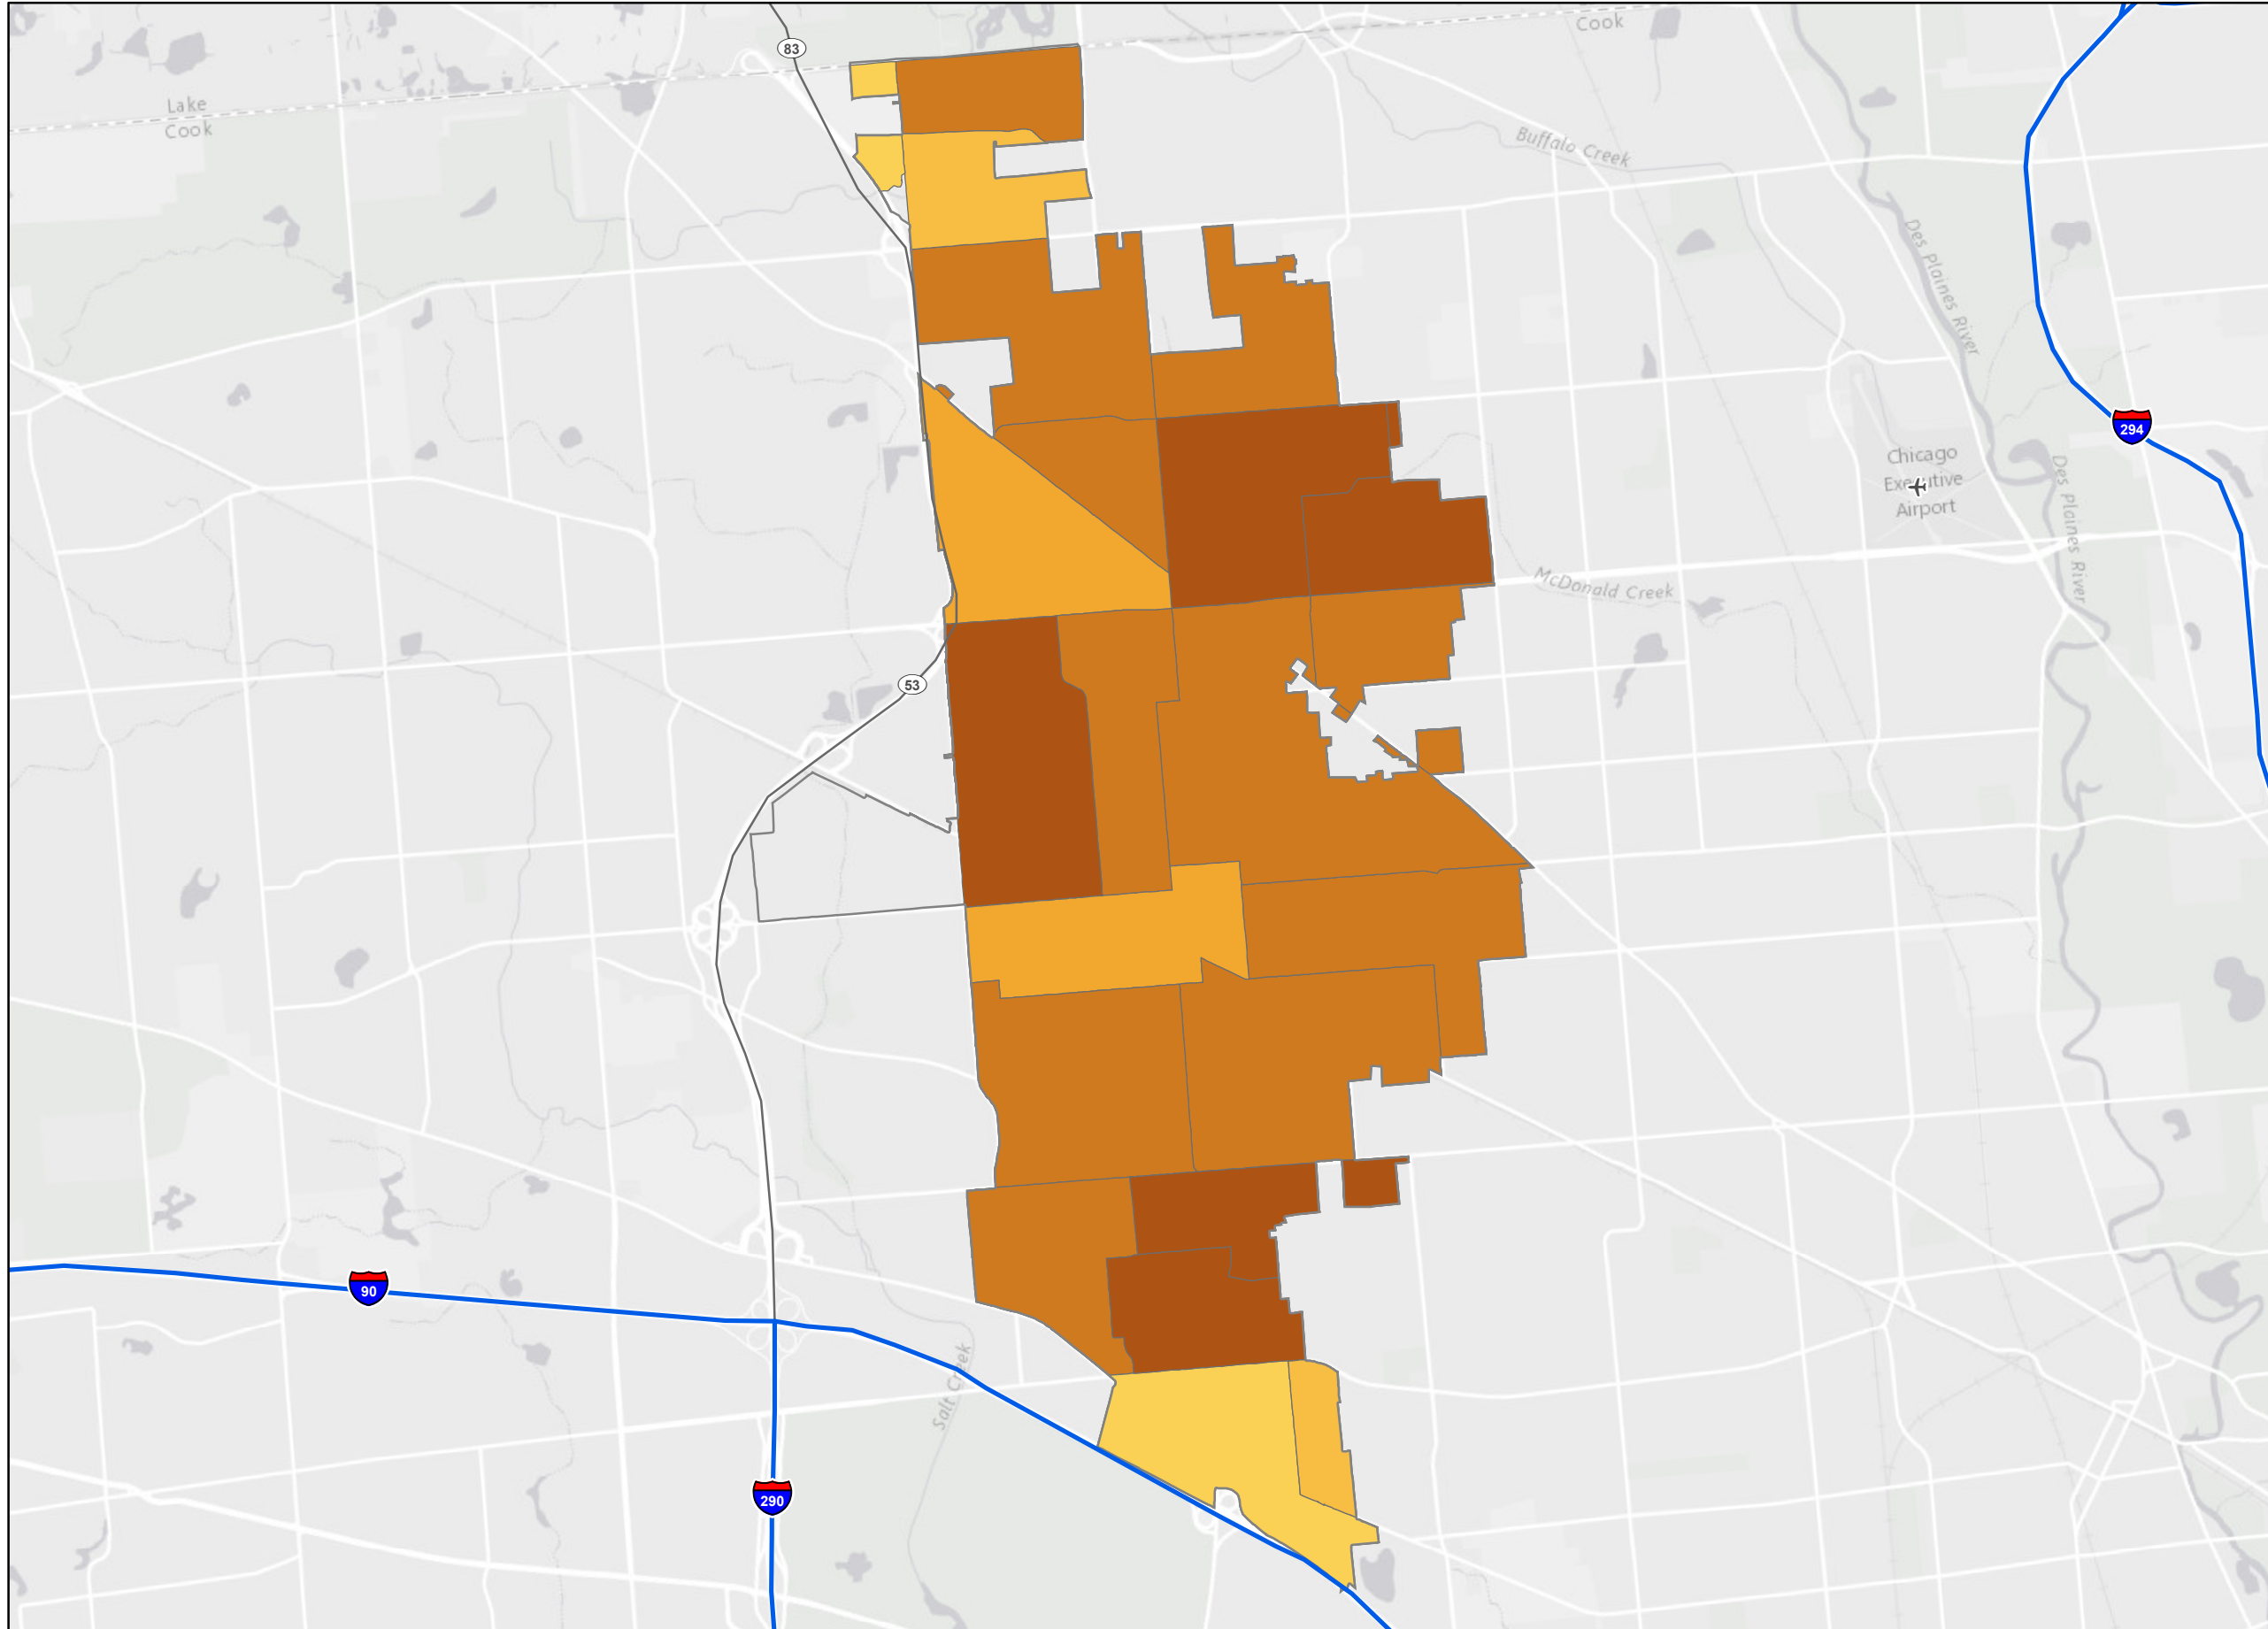 83
Cook
Lake
Cook
Buffalo Creek
Des Plaines River
294
Chicago
Executive
Airport
Des Plaines River
McDonald Creek
53
90
Salt Creek
290